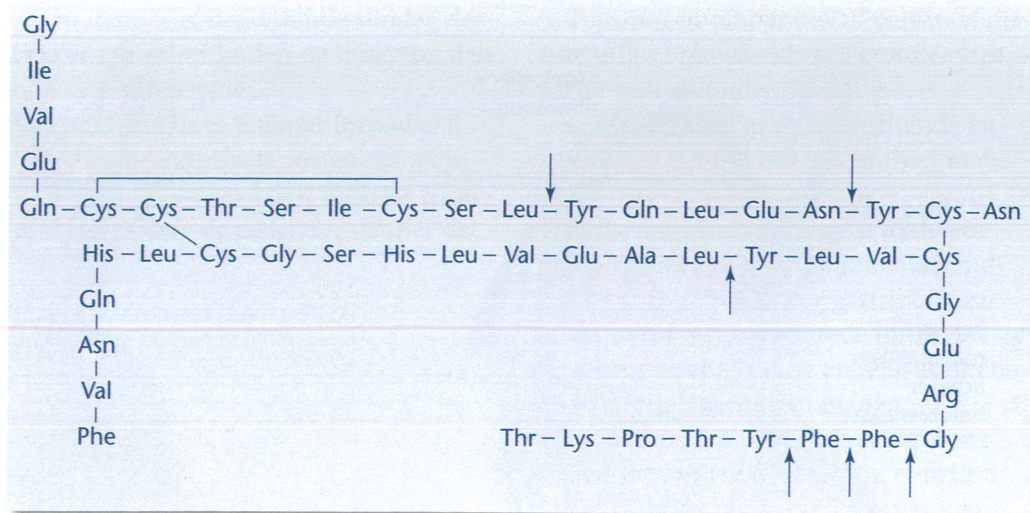 Gly
Ile
Val
Glu
Gln – Cys – Cys – Thr – Ser – Ile – Cys – Ser – Leu – Tyr – Gln – Leu – Glu – Asn – Tyr – Cys – Asn
His – Leu – Cys – Gly – Ser – His – Leu – Val – Glu – Ala – Leu Tyr – Leu – Val – Cys
Gln
Gly
Asn
Glu
Val
Arg
Phe
Thr – Lys – Pro – Thr – Tyr – Phe – Phe – Gly